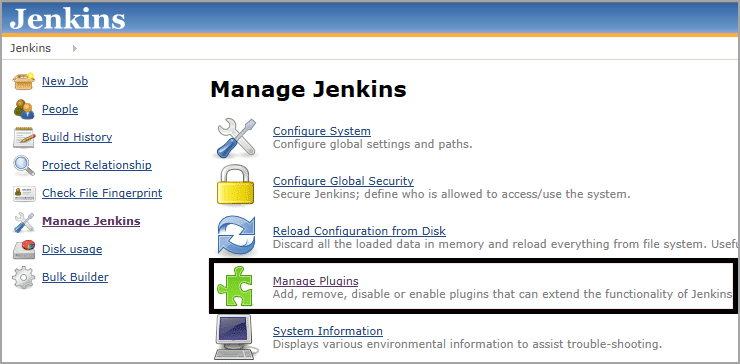 Jenkins
Jenkins
New Job
People
Build History
Project Relationship
Check File Fingerprint
Manage Jenkins
Disk usage
Bulk Builder
Manage Jenkins
Configure System
Configure global settings and paths.
Configure Global Security
Secure Jenkins; define who is allowed to access/use the system.
Reload Configuration from Disk
Discard all the loaded data in memory and reload everything from file system. Usefu
Manage Plugins
Add, remove, disable or enable plugins that can extend the functionality of Jenkins
System Information
Displays various environmental information to assist trouble-shooting.